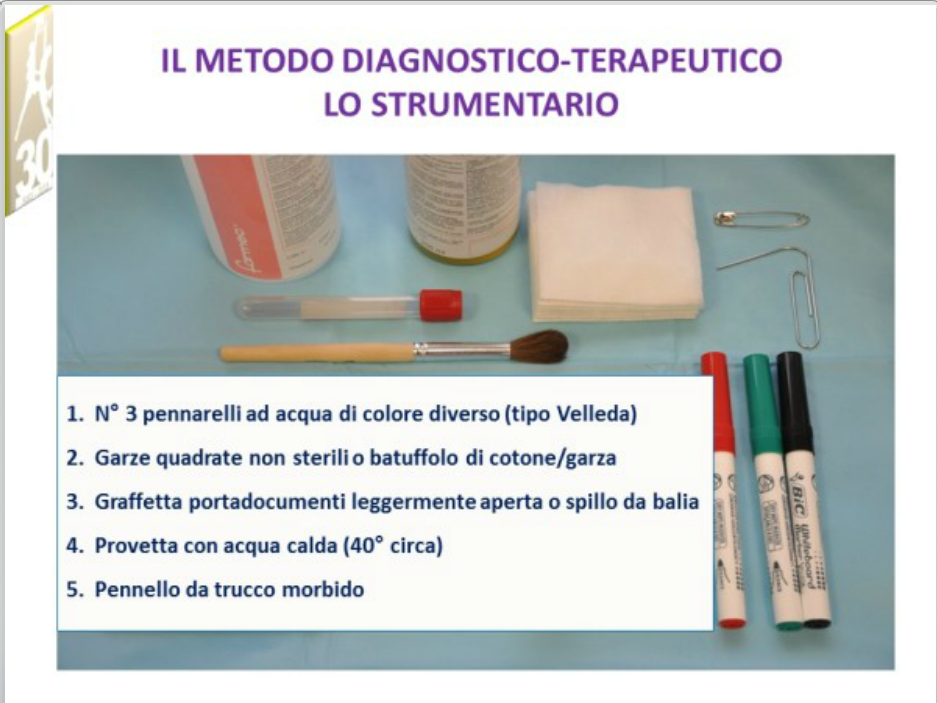 IL METODO DIAGNOSTICO-TERAPEUTICO
LO STRUMENTARIO
30
farmec
1. N° 3 pennarelli ad acqua di colore diverso (tipo Velleda)
2. Garze quadrate non sterili o batuffolo di cotone/garza
3. Graffetta portadocumenti leggermente aperta o spillo da balia
4. Provetta con acqua calda (40° circa)
5. Pennello da trucco morbido
BIC Whiteboard